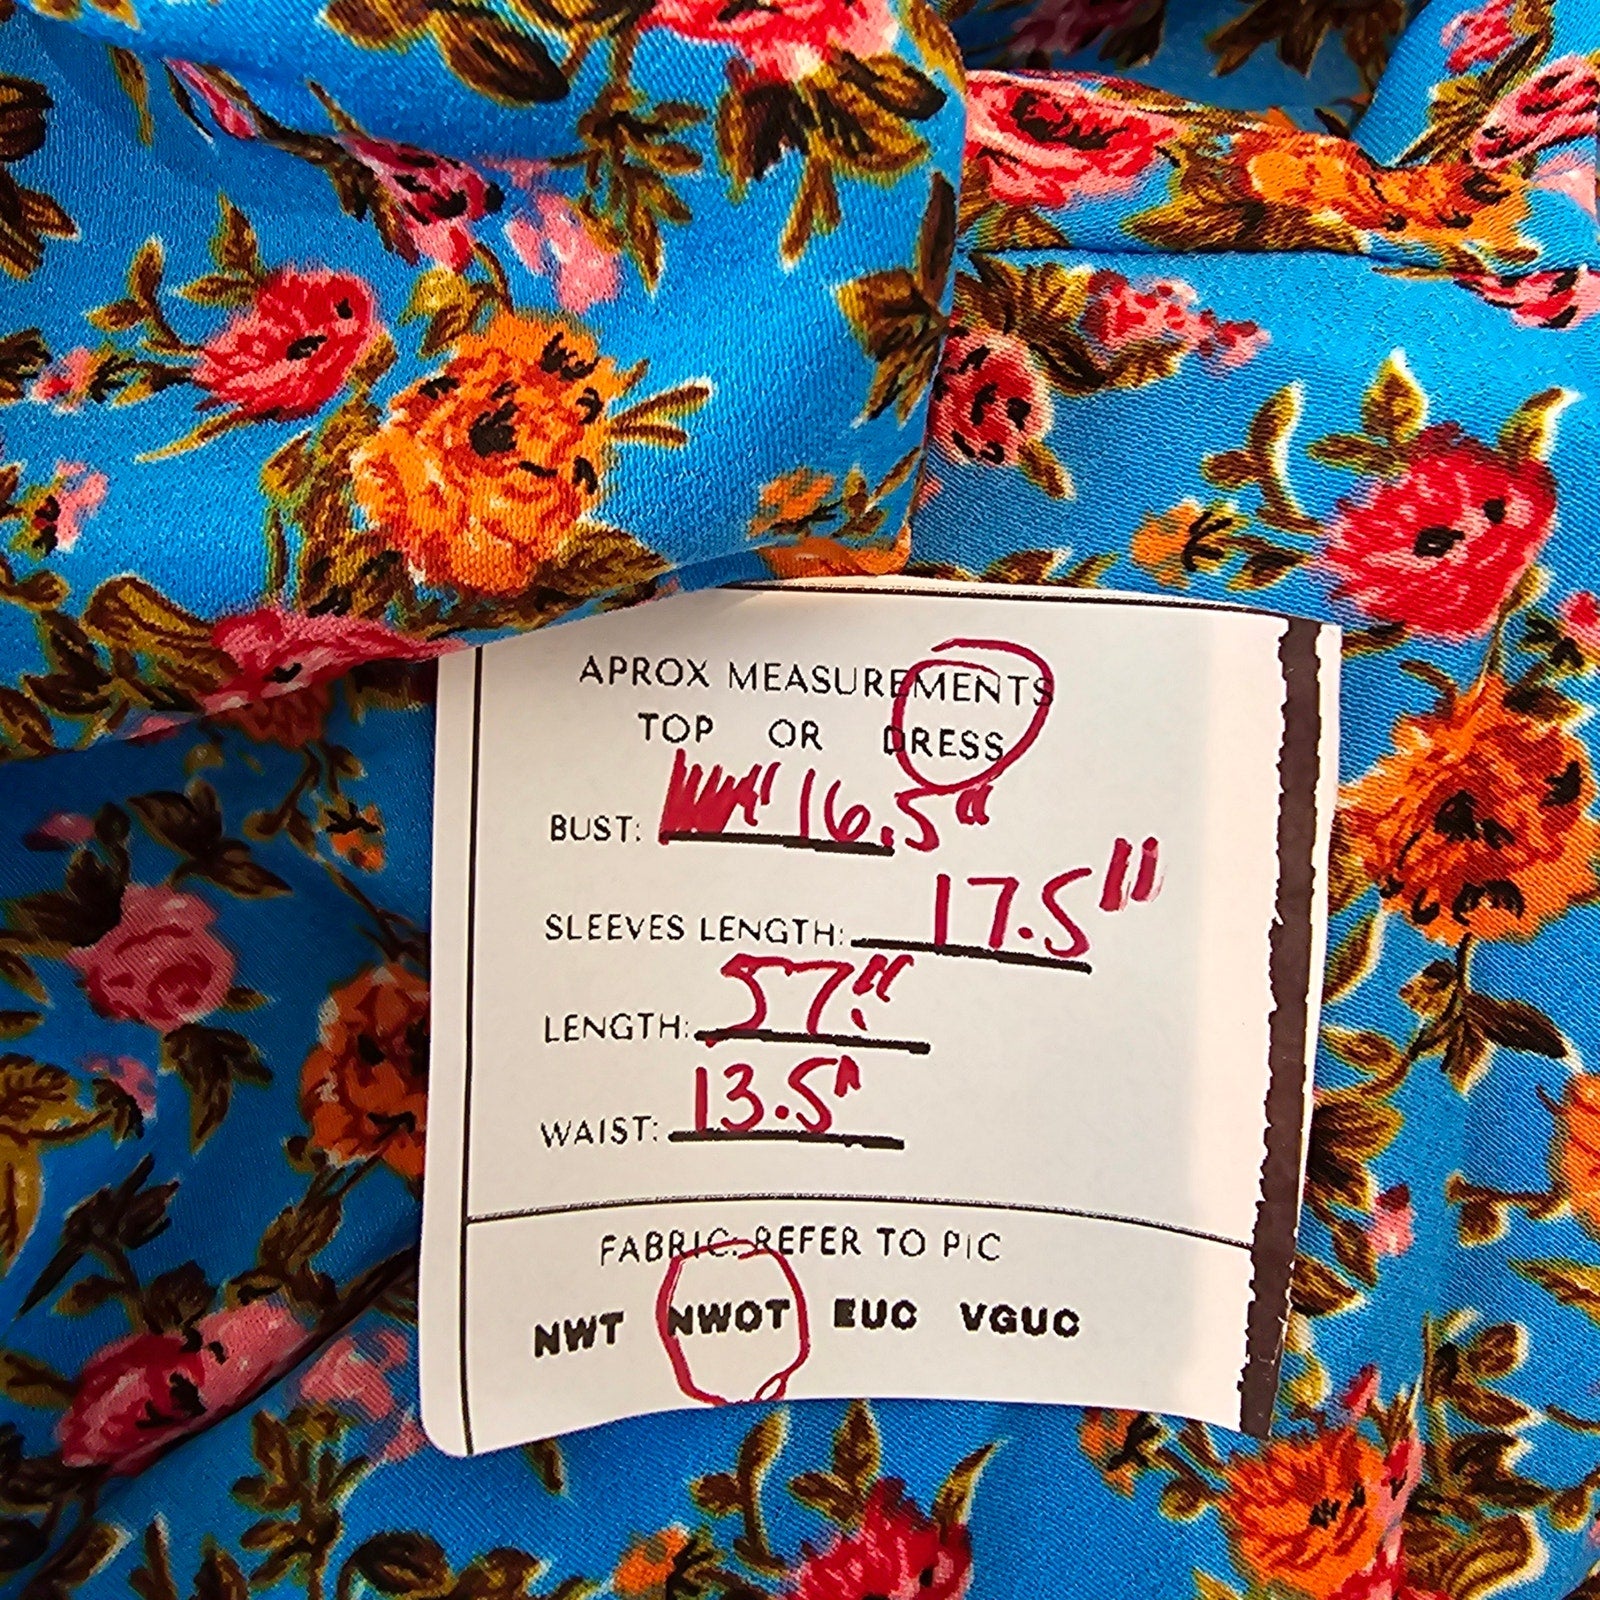 APROX MEASUREMENTS
TOP OR DRESS
BUST: 16.5"
SLEEVES LENGTH: 17.5"
LENGTH: 57."
WAIST: 13.5"
FABRIC: REFER TO PIC
NWT NWOT EUC VGUC